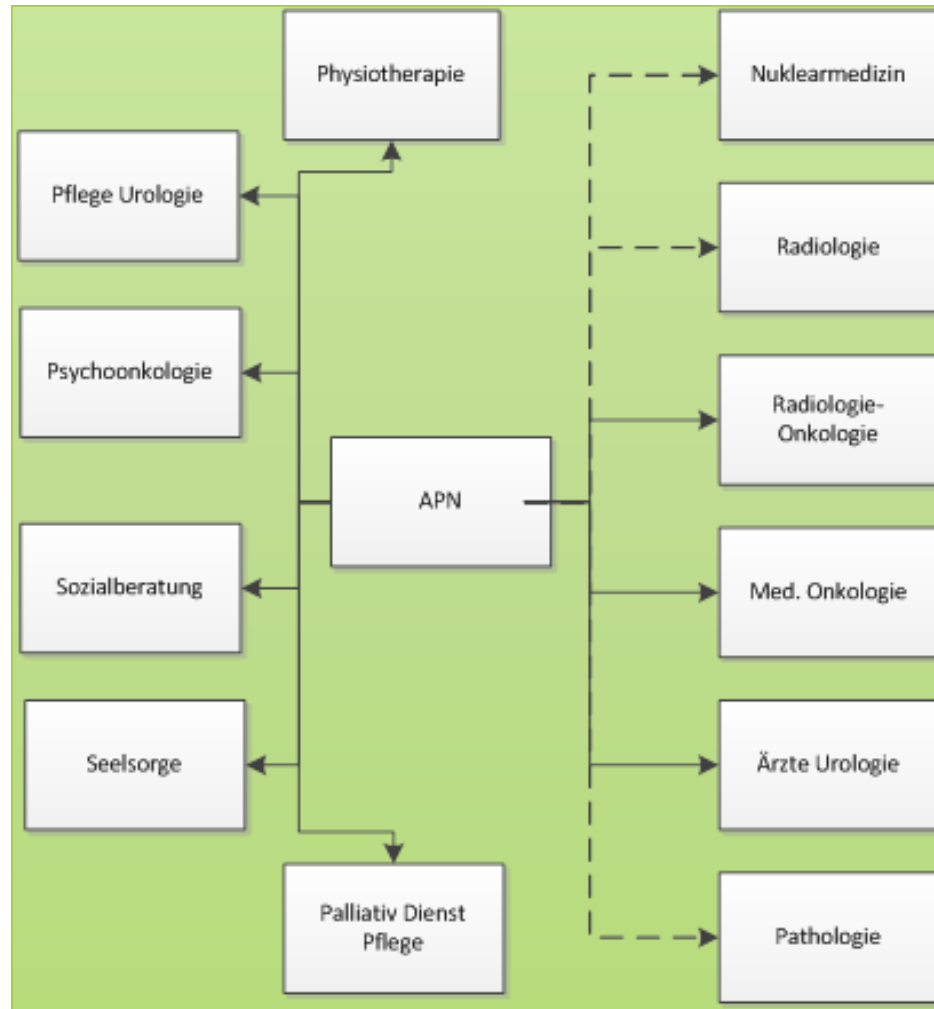 Physiotherapie
Nuklearmedizin
Pflege Urologie
Radiologie
Psychoonkologie
Radiologie-
Onkologie
APN
Sozialberatung
Med. Onkologie
Seelsorge
Ärzte Urologie
Palliativ Dienst
Pflege
Pathologie